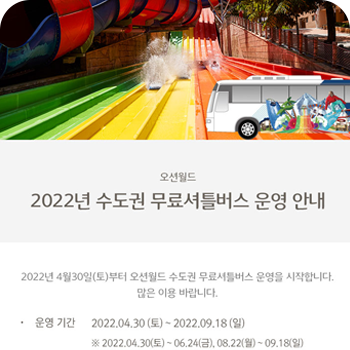 오션월드
2022년 수도권 무료셔틀버스 운영 안내
2022년 4월30일(토)부터 오션월드 수도권 무료셔틀버스 운영을 시작합니다.
많은 이용 바랍니다.
• 운영 기간 2022.04.30 (토) ~ 2022.09.18 (일)
※ 2022.04.30(토) ~ 06.24(금), 08.22(월) ~ 09.18(일)